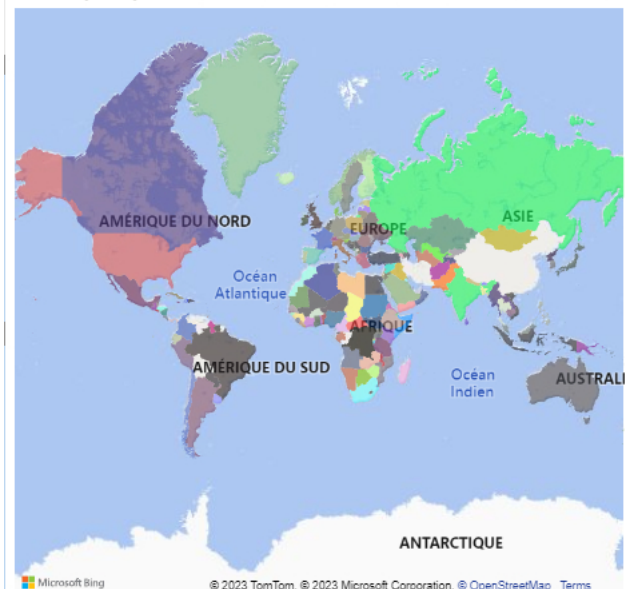 AMÉRIQUE DU NORD
EUROPE
ASIE
Océan
Atlantique
AFRIQUE
AMÉRIQUE DU SUD
Océan
Indien
AUSTRALI
ANTARCTIQUE
Microsoft Bing
© 2023 TomTom, © 2023 Microsoft Corporation, © OpenStreetMap Terms